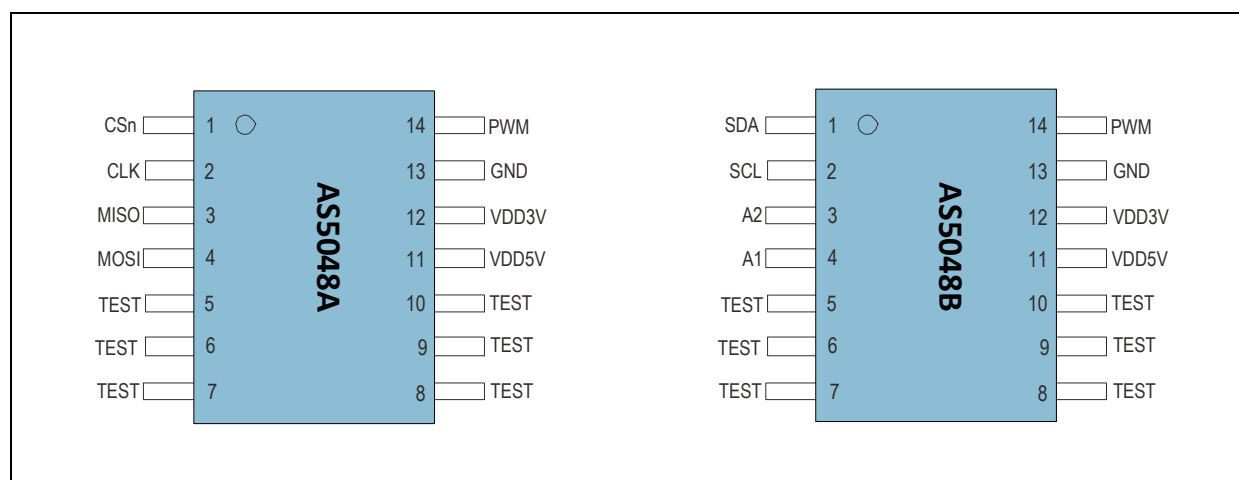 CSn 1 14 PWM
CLK 2 13 GND
MISO 3 12 VDD3V
MOSI 4 11 VDD5V
TEST 5 10 TEST
TEST 6 9 TEST
TEST 7 8 TEST
AS5048A
SDA 1 14 PWM
SCL 2 13 GND
A2 3 12 VDD3V
A1 4 11 VDD5V
TEST 5 10 TEST
TEST 6 9 TEST
TEST 7 8 TEST
AS5048B